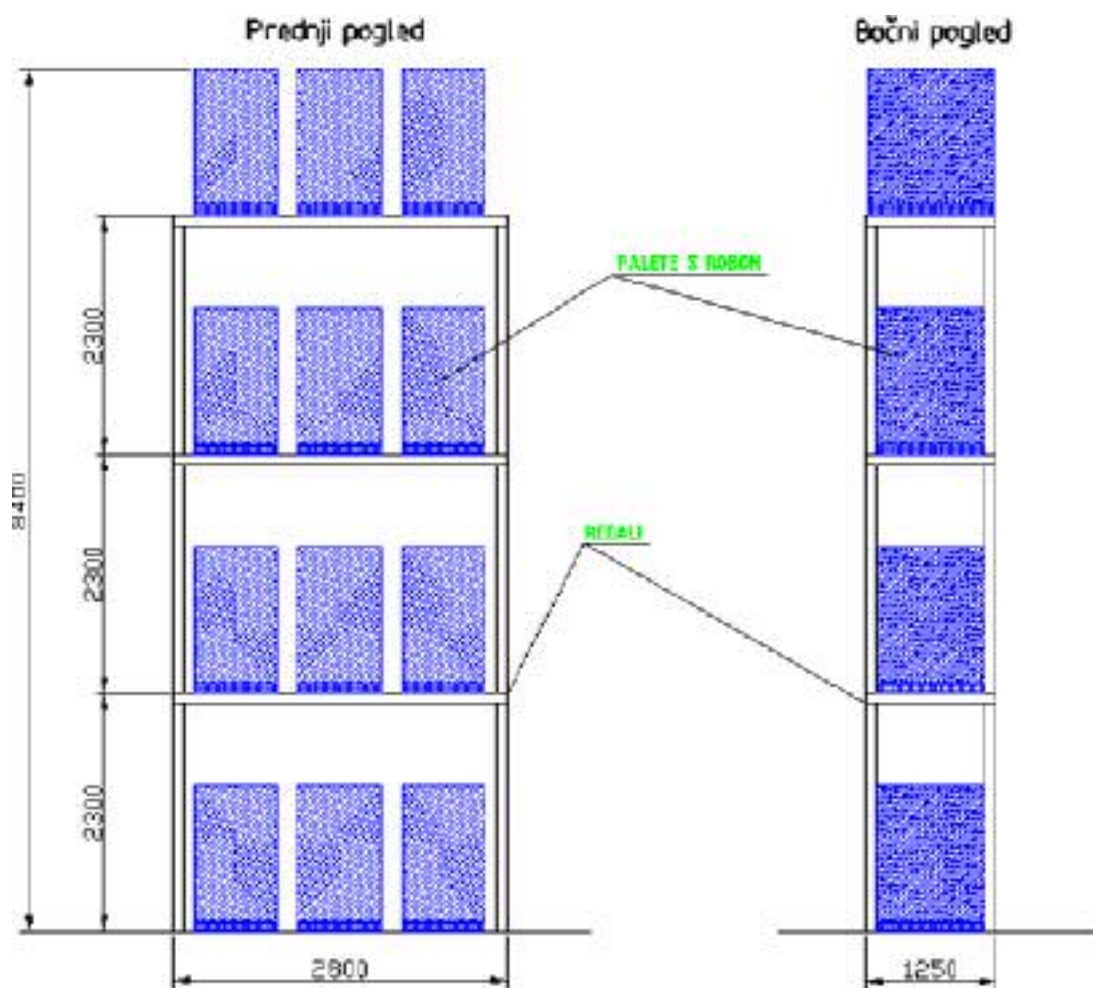 Prednji pogled
Bočni pogled
PALETE S ROBOM
2300
8400
REGALI
2300
2300
2800
1250